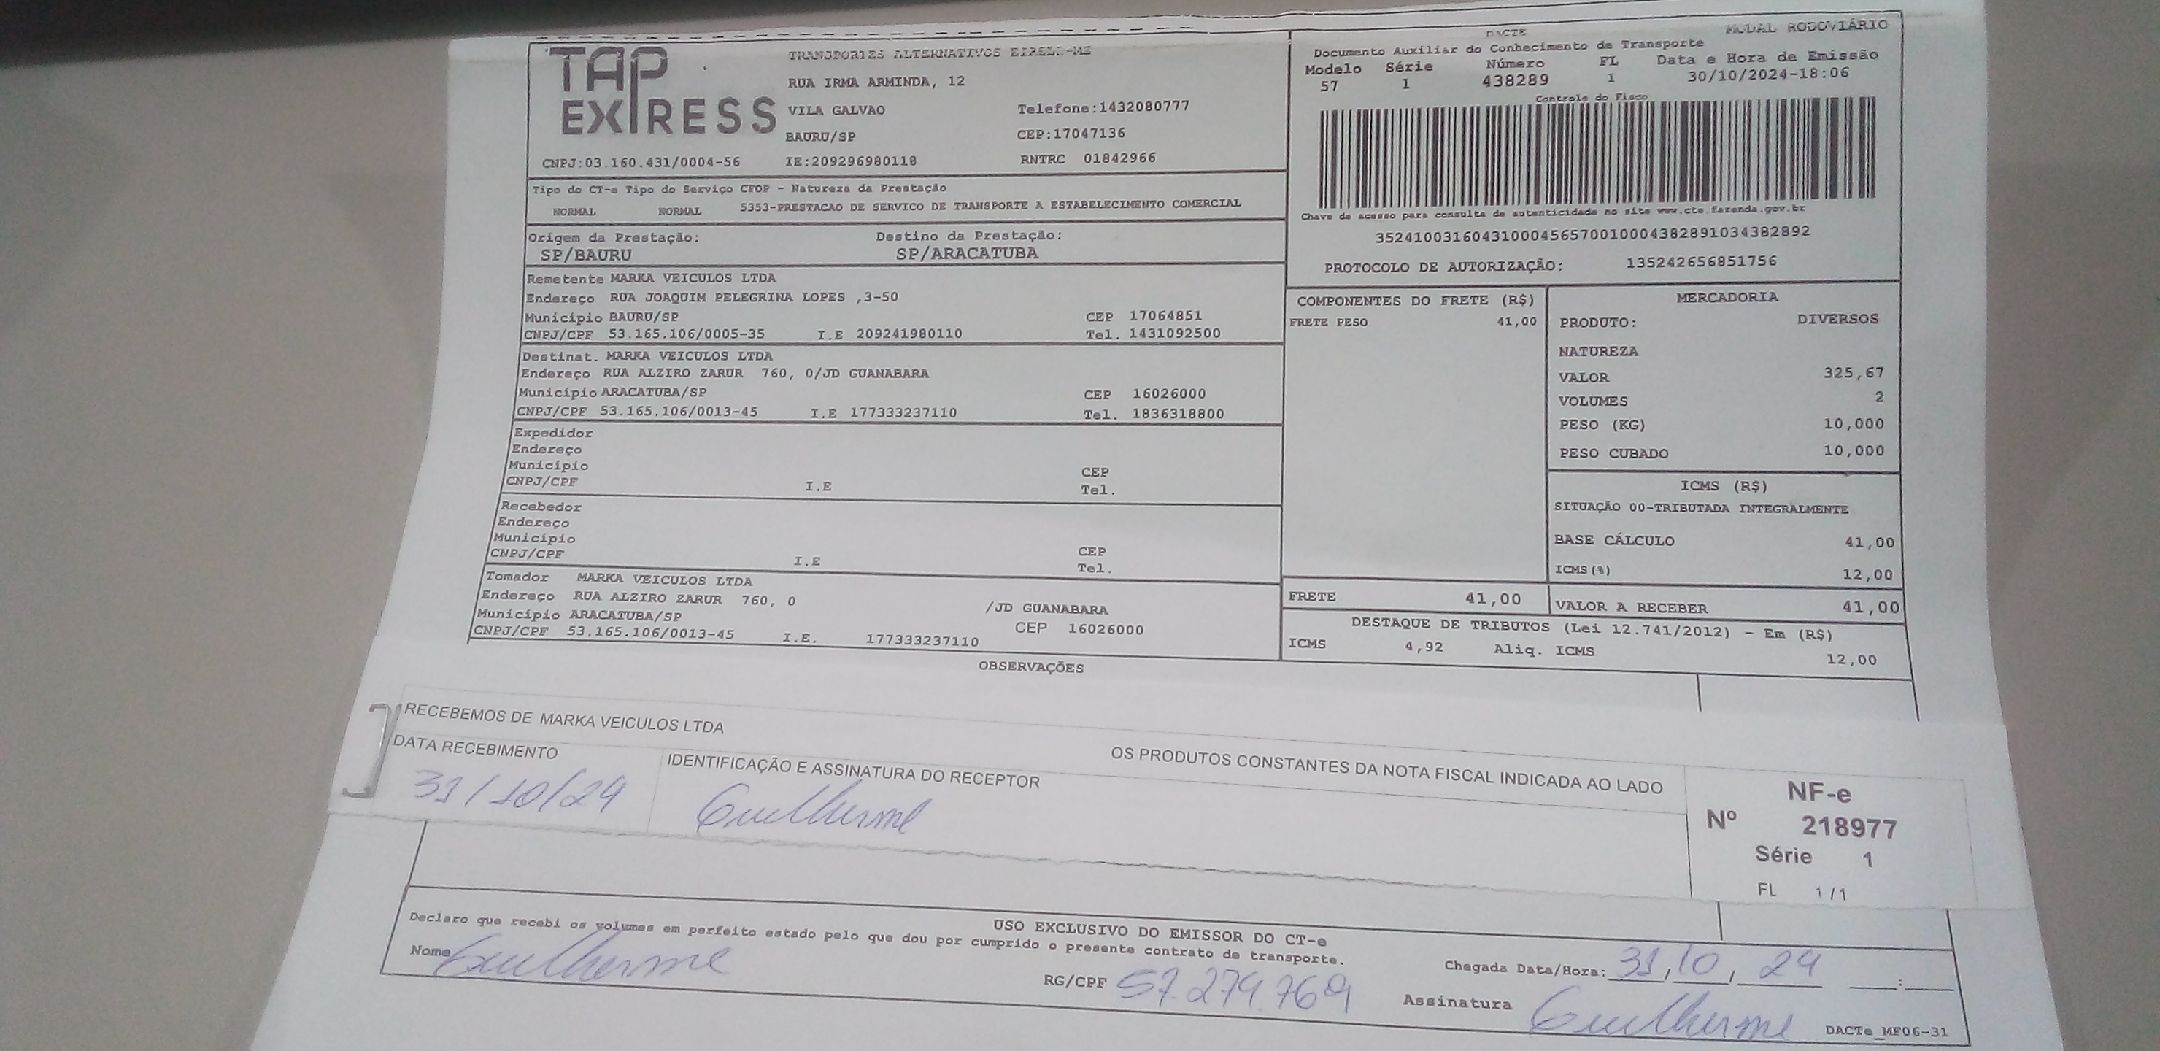 TAP EXPRESS
TRANSPORTES ALTERNATIVOS EIRELI-ME
RUA IRMA ARMINDA, 12
VILA GALVAO Telefone:1432080777
BAURU/SP CEP:17047136
CNPJ:03.160.431/0004-56 IE:209296980118 RNTRC 01842966
DACTE MODAL RODOVIÁRIO
Documento Auxiliar do Conhecimento de Transporte
Modelo Série Número FL Data e Hora de Emissão
57 1 438289 1 30/10/2024-18:06
Controle do Fisco
Chave de acesso para consulta de autenticidade no site www.cte.fazenda.gov.br
35241003160431000456570010004382891034382892
PROTOCOLO DE AUTORIZAÇÃO: 135242656851756
Tipo do CT-e Tipo do Serviço CFOP - Natureza da Prestação
NORMAL NORMAL 5353-PRESTACAO DE SERVICO DE TRANSPORTE A ESTABELECIMENTO COMERCIAL
Origem da Prestação: Destino da Prestação:
SP/BAURU SP/ARACATUBA
Remetente MARKA VEICULOS LTDA
Endereço RUA JOAQUIM PELEGRINA LOPES ,3-50
Município BAURU/SP CEP 17064851
CNPJ/CPF 53.165.106/0005-35 I.E 209241980110 Tel. 1431092500
Destinat. MARKA VEICULOS LTDA
Endereço RUA ALZIRO ZARUR 760, 0/JD GUANABARA
Município ARACATUBA/SP CEP 16026000
CNPJ/CPF 53.165.106/0013-45 I.E 177333237110 Tel. 1836318800
Expedidor
Endereço
Município CEP
CNPJ/CPF I.E Tel.
Recebedor
Endereço
Município CEP
CNPJ/CPF I.E Tel.
Tomador MARKA VEICULOS LTDA
Endereço RUA ALZIRO ZARUR 760, 0 /JD GUANABARA
Município ARACATUBA/SP CEP 16026000
CNPJ/CPF 53.165.106/0013-45 I.E. 177333237110
COMPONENTES DO FRETE (R$)
FRETE PESO 41,00
MERCADORIA
PRODUTO: DIVERSOS
NATUREZA
VALOR 325,67
VOLUMES 2
PESO (KG) 10,000
PESO CUBADO 10,000
ICMS (R$)
SITUAÇÃO 00-TRIBUTADA INTEGRALMENTE
BASE CÁLCULO 41,00
ICMS(%) 12,00
FRETE 41,00 VALOR A RECEBER 41,00
DESTAQUE DE TRIBUTOS (Lei 12.741/2012) - Em (R$)
ICMS 4,92 Aliq. ICMS 12,00
OBSERVAÇÕES
RECEBEMOS DE MARKA VEICULOS LTDA OS PRODUTOS CONSTANTES DA NOTA FISCAL INDICADA AO LADO
DATA RECEBIMENTO IDENTIFICAÇÃO E ASSINATURA DO RECEPTOR
31/10/24 Guilherme
NF-e
Nº 218977
Série 1
FL 1/1
USO EXCLUSIVO DO EMISSOR DO CT-e
Declaro que recebi os volumes em perfeito estado pelo que dou por cumprido o presente contrato de transporte.
Nome Guilherme RG/CPF 57.279.769 Chegada Data/Hora: 31/10/24 __:__
Assinatura Guilherme
DACTe_MF06-31